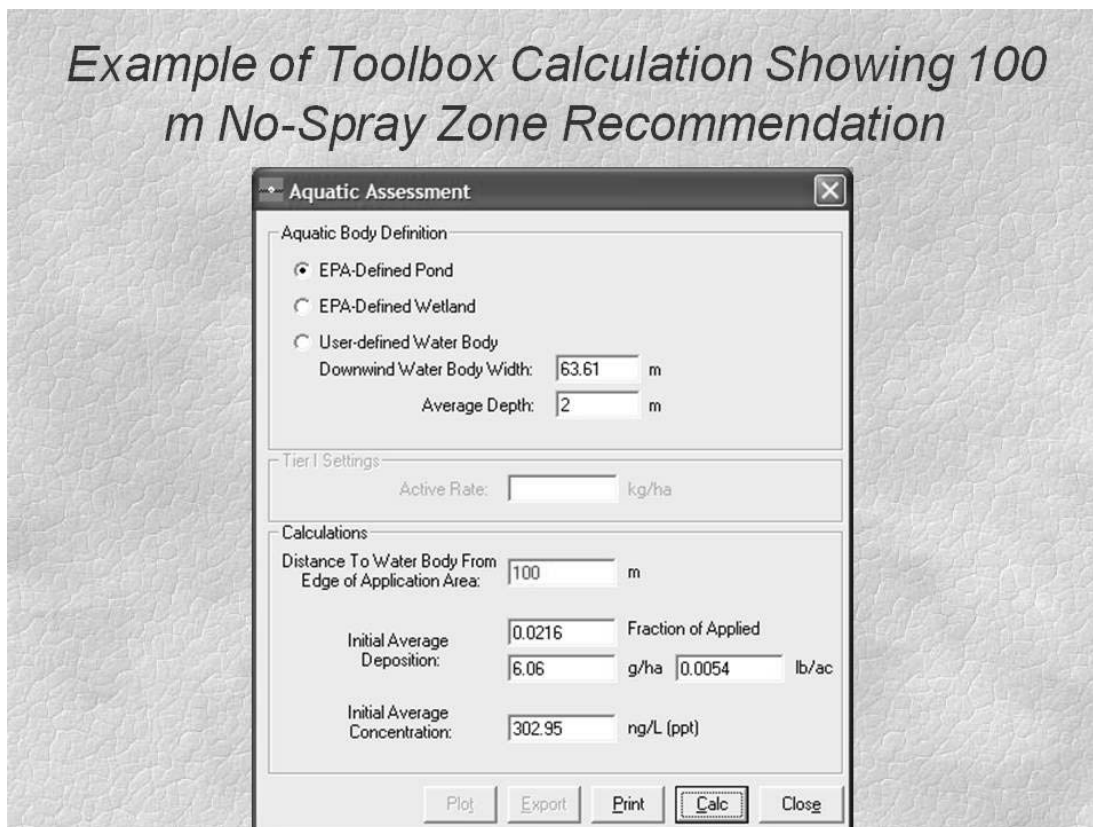 Example of Toolbox Calculation Showing 100
m No-Spray Zone Recommendation
Aquatic Assessment
Aquatic Body Definition
EPA-Defined Pond
EPA-Defined Wetland
User-defined Water Body
Downwind Water Body Width: 63.61 m
Average Depth: 2 m
Tier I Settings
Active Rate: kg/ha
Calculations
Distance To Water Body From
Edge of Application Area: 100 m
Initial Average
Deposition:
0.0216 Fraction of Applied
6.06 g/ha 0.0054 lb/ac
Initial Average
Concentration: 302.95 ng/L (ppt)
Plot Export Print Calc Close